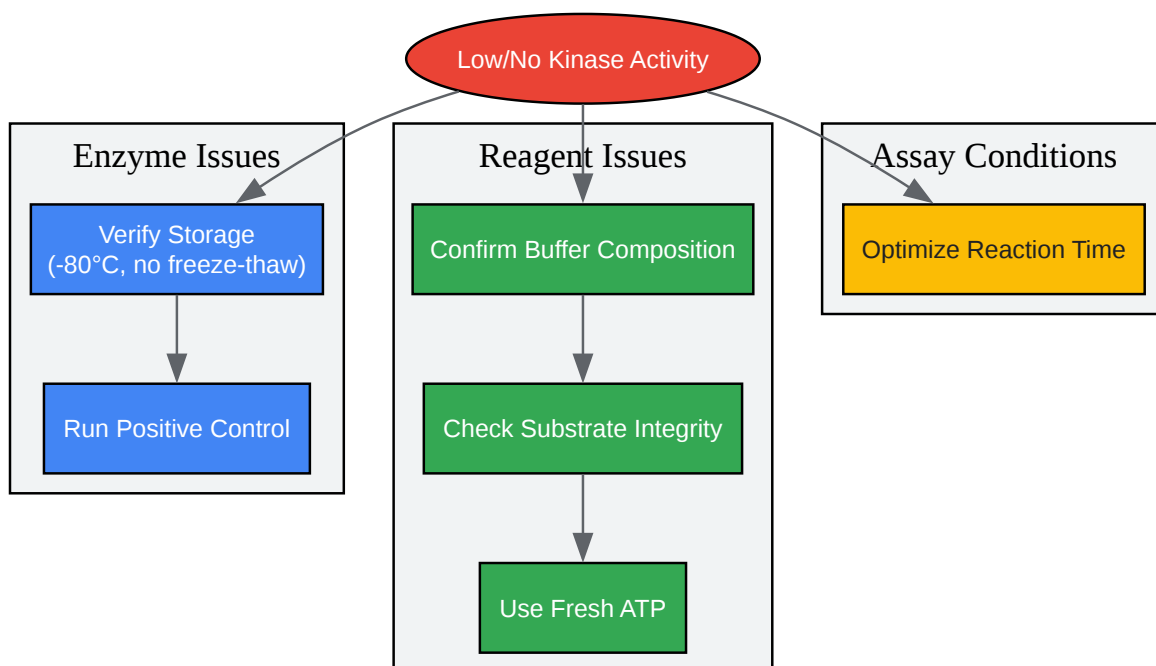 Low/No Kinase Activity
Enzyme Issues
Verify Storage
(-80°C, no freeze-thaw)
Run Positive Control
Reagent Issues
Confirm Buffer Composition
Check Substrate Integrity
Use Fresh ATP
Assay Conditions
Optimize Reaction Time